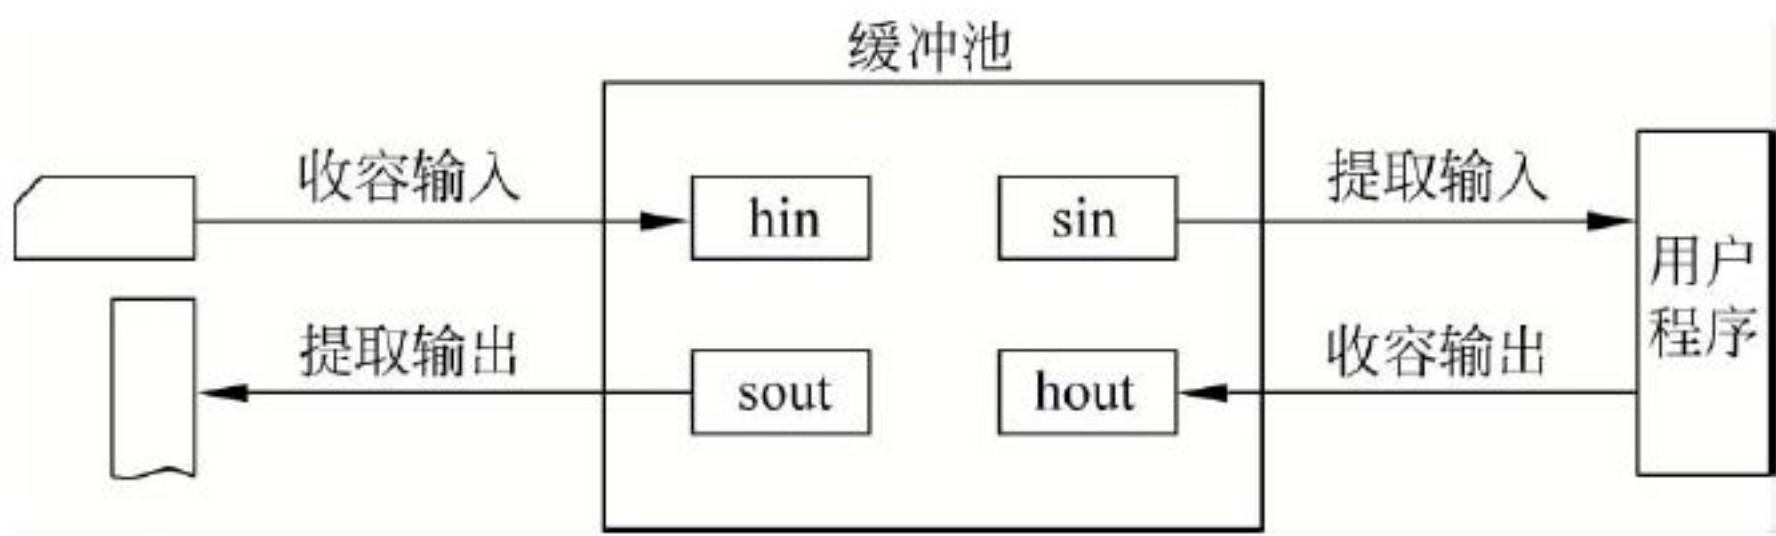 缓冲池
收容输入
hin
sin
提取输入
提取输出
sout
hout
收容输出
用户
程序